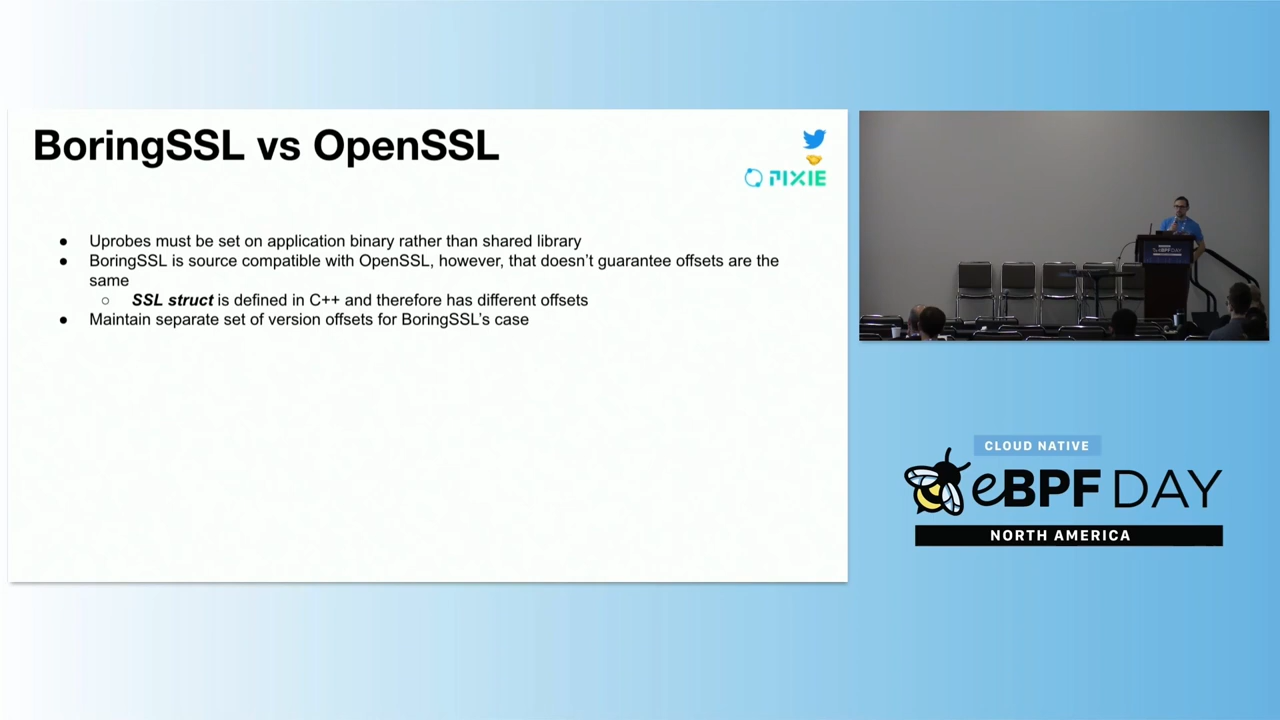 BoringSSL vs OpenSSL
PIXIE
● Uprobes must be set on application binary rather than shared library
● BoringSSL is source compatible with OpenSSL, however, that doesn't guarantee offsets are the
same
○ SSL struct is defined in C++ and therefore has different offsets
● Maintain separate set of version offsets for BoringSSL's case
CLOUD NATIVE
eBPF DAY
NORTH AMERICA